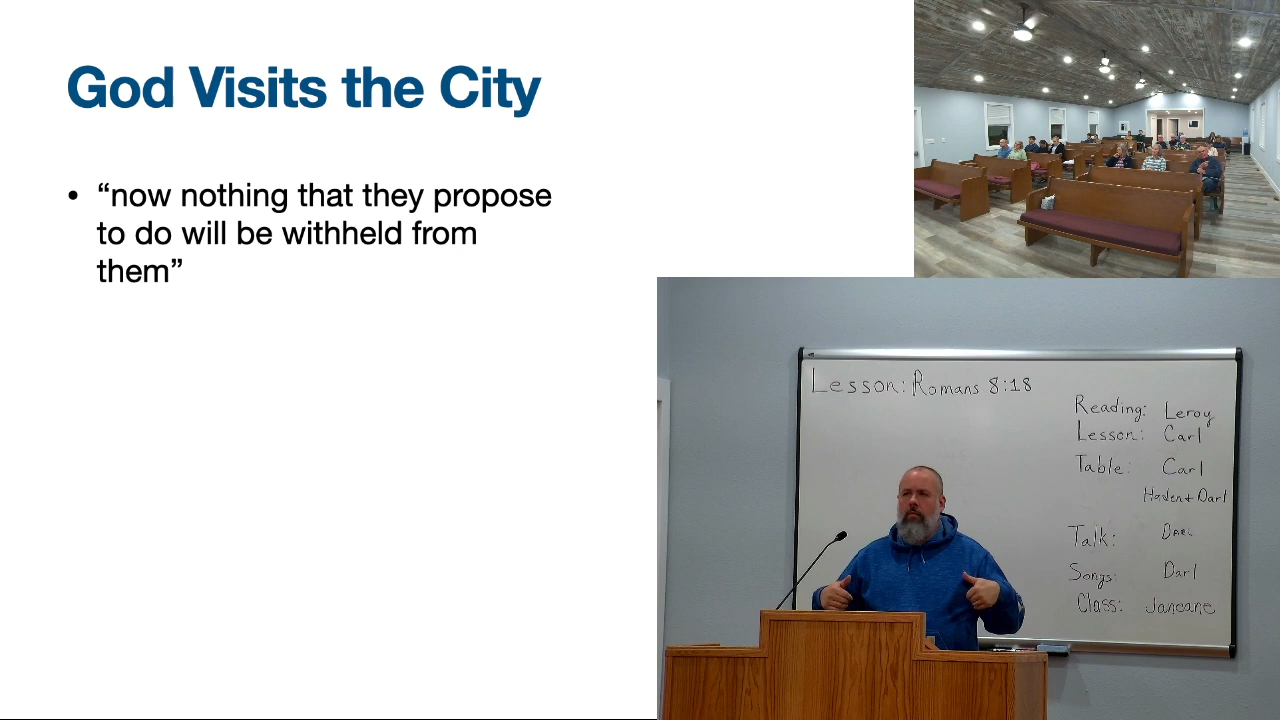 God Visits the City
• “now nothing that they propose
to do will be withheld from
them”
Lesson: Romans 8:18
Reading: Leroy
Lesson: Carl
Table: Carl
Darl
Talk:
Songs: Darl
Class: Janeane